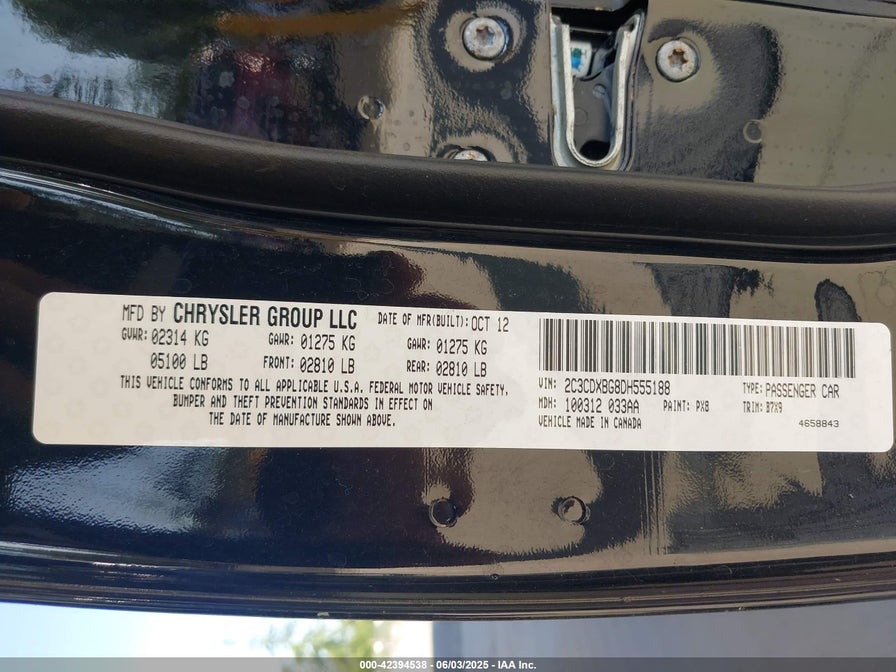 MFD BY CHRYSLER GROUP LLC DATE OF MFR(BUILT): OCT 12
GVWR: 02314 KG GAWR: 01275 KG GAWR: 01275 KG
05100 LB FRONT: 02810 LB REAR: 02810 LB
THIS VEHICLE CONFORMS TO ALL APPLICABLE U.S.A. FEDERAL MOTOR VEHICLE SAFETY,
BUMPER AND THEFT PREVENTION STANDARDS IN EFFECT ON
THE DATE OF MANUFACTURE SHOWN ABOVE.
VIN: 2C3CDXBG8DH555188 TYPE: PASSENGER CAR
MDH: 100312 033AA PAINT: PX8 TRIM: B7X9
VEHICLE MADE IN CANADA 4658843
000-42394538 - 06/03/2025 - IAA Inc.